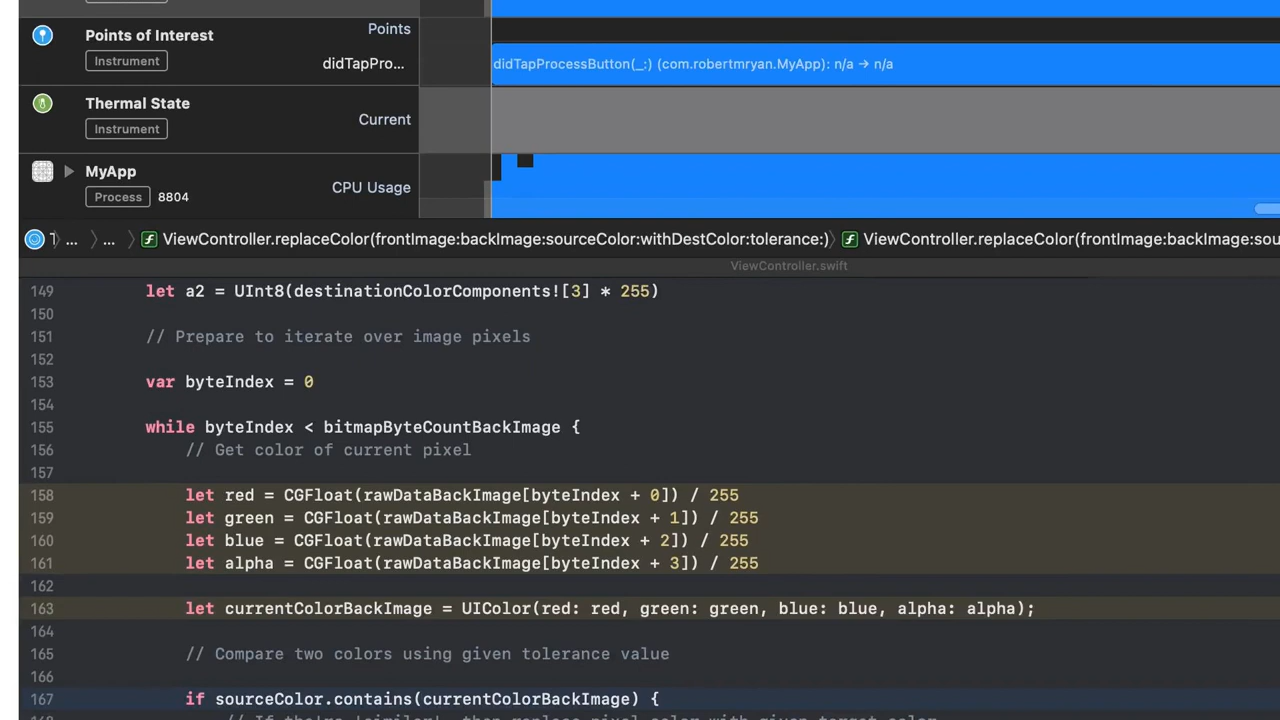 Points of Interest
Points
Instrument
didTapPro...
didTapProcessButton(_:) (com.robertmryan.MyApp): n/a → n/a
Thermal State
Instrument
Current
MyApp
Process 8804
CPU Usage
... ... ViewController.replaceColor(frontImage:backImage:sourceColor:withDestColor:tolerance:) ViewController.replaceColor(frontImage:backImage:sou
ViewController.swift
149 let a2 = UInt8(destinationColorComponents![3] * 255)
150
151 // Prepare to iterate over image pixels
152
153 var byteIndex = 0
154
155 while byteIndex < bitmapByteCountBackImage {
156 // Get color of current pixel
157
158 let red = CGFloat(rawDataBackImage[byteIndex + 0]) / 255
159 let green = CGFloat(rawDataBackImage[byteIndex + 1]) / 255
160 let blue = CGFloat(rawDataBackImage[byteIndex + 2]) / 255
161 let alpha = CGFloat(rawDataBackImage[byteIndex + 3]) / 255
162
163 let currentColorBackImage = UIColor(red: red, green: green, blue: blue, alpha: alpha);
164
165 // Compare two colors using given tolerance value
166
167 if sourceColor.contains(currentColorBackImage) {